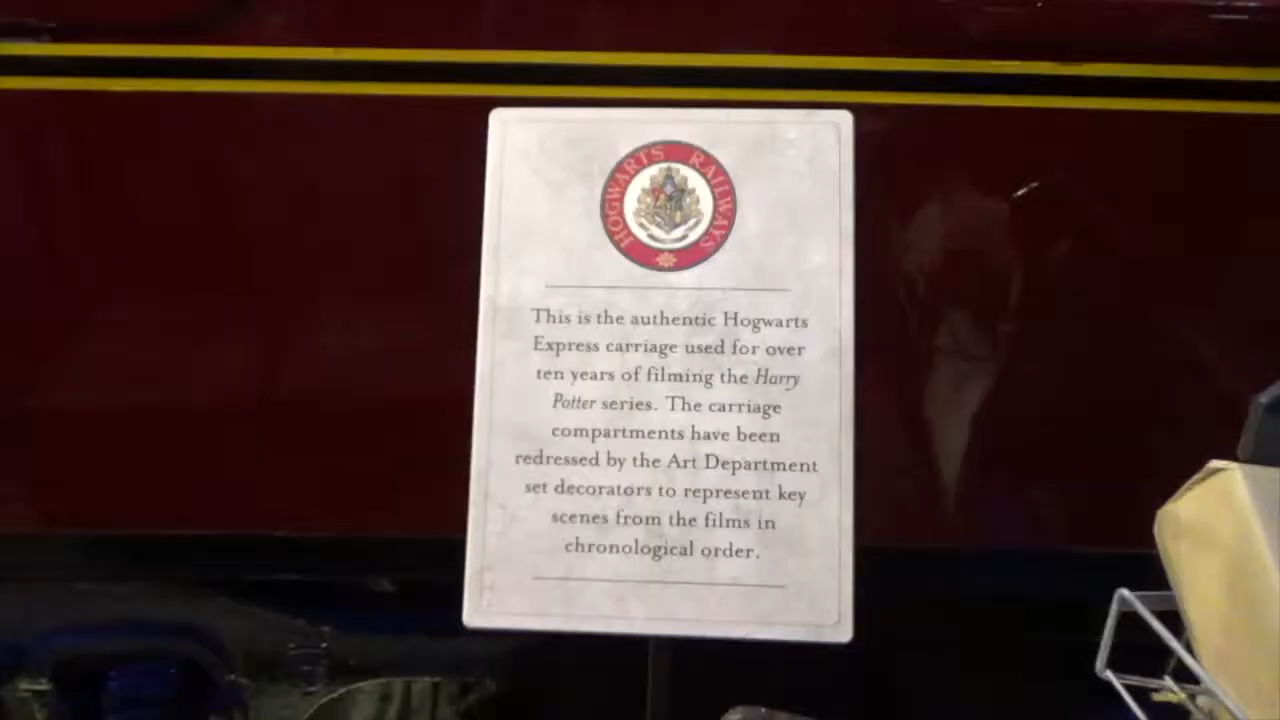 HOGWARTS RAILWAYS
This is the authentic Hogwarts
Express carriage used for over
ten years of filming the Harry
Potter series. The carriage
compartments have been
redressed by the Art Department
set decorators to represent key
scenes from the films in
chronological order.